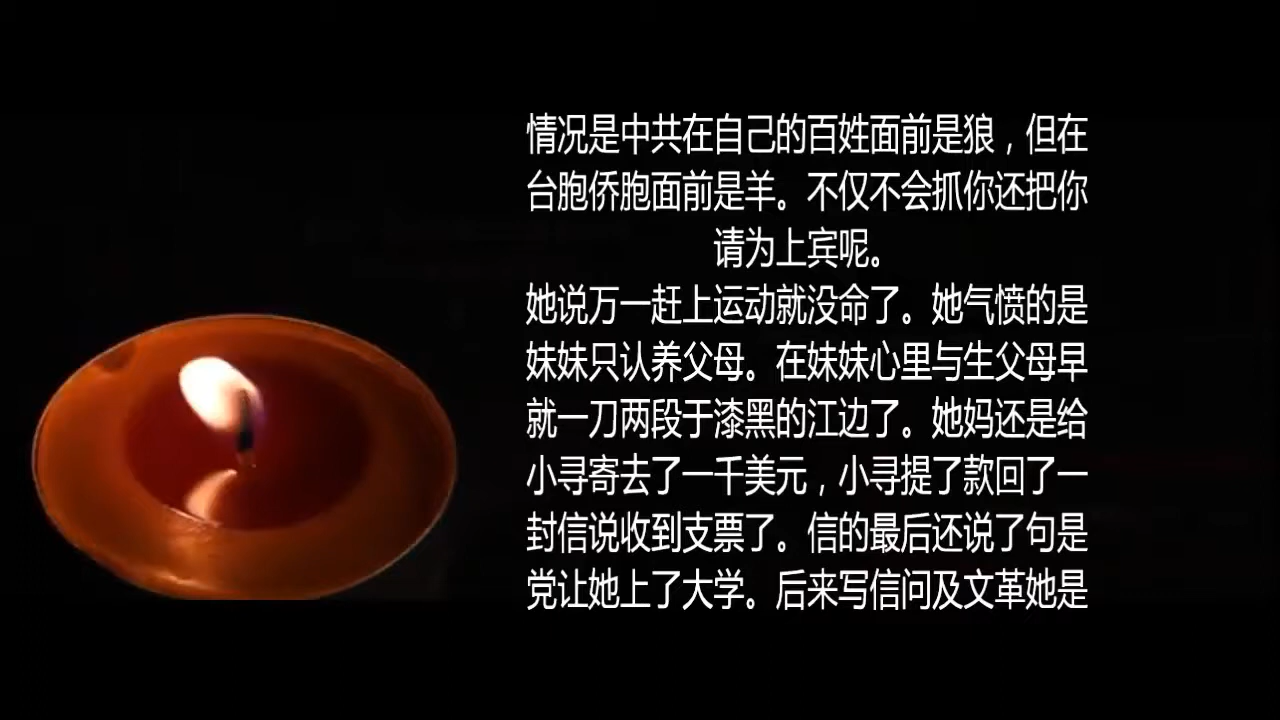 情况是中共在自己的百姓面前是狼，但在
台胞侨胞面前是羊。不仅不会抓你还把你
请为上宾呢。
她说万一赶上运动就没命了。她气愤的是
妹妹只认养父母。在妹妹心里与生父母早
就一刀两段于漆黑的江边了。她妈还是给
小寻寄去了一千美元，小寻提了款回了一
封信说收到支票了。信的最后还说了句是
党让她上了大学。后来写信问及文革她是